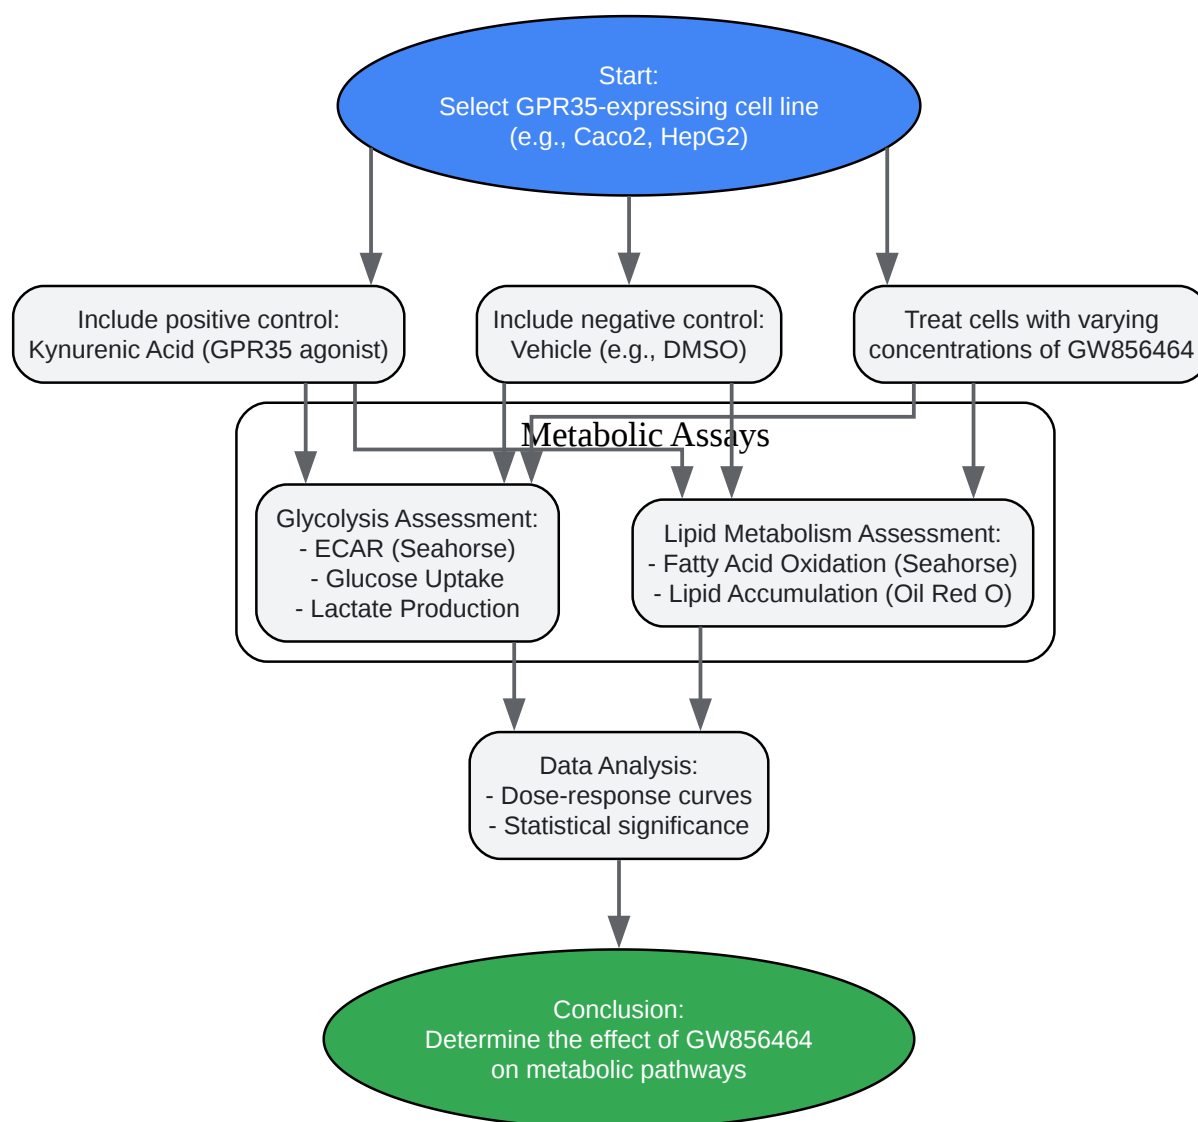 Start:
Select GPR35-expressing cell line
(e.g., Caco2, HepG2)
Include positive control:
Kynurenic Acid (GPR35 agonist)
Include negative control:
Vehicle (e.g., DMSO)
Treat cells with varying
concentrations of GW856464
Metabolic Assays
Glycolysis Assessment:
- ECAR (Seahorse)
- Glucose Uptake
- Lactate Production
Lipid Metabolism Assessment:
- Fatty Acid Oxidation (Seahorse)
- Lipid Accumulation (Oil Red O)
Data Analysis:
- Dose-response curves
- Statistical significance
Conclusion:
Determine the effect of GW856464
on metabolic pathways